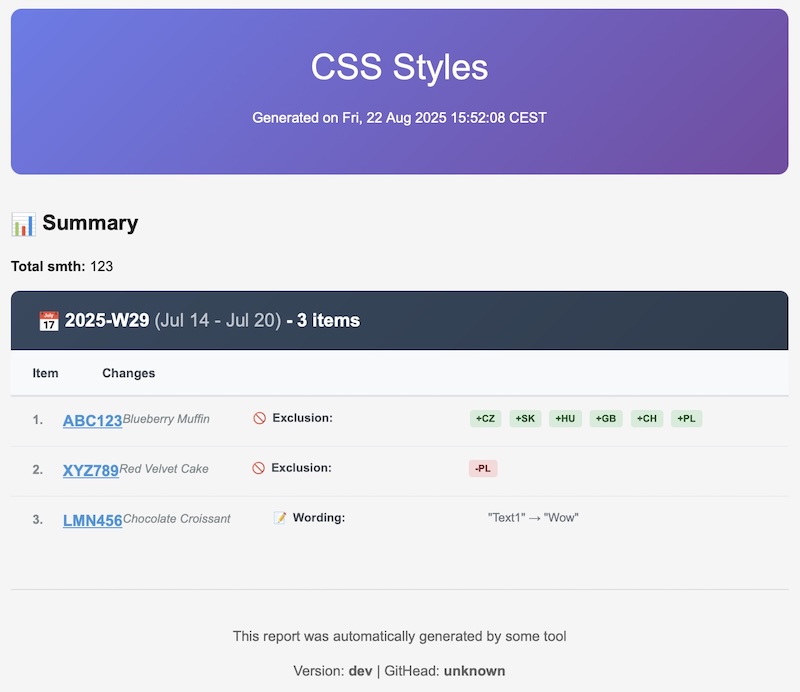 CSS Styles
Generated on Fri, 22 Aug 2025 15:52:08 CEST
📊 Summary
Total smth: 123
📅 2025-W29 (Jul 14 - Jul 20) - 3 items
Item Changes
1. ABC123 Blueberry Muffin 🚫 Exclusion: +CZ +SK +HU +GB +CH +PL
2. XYZ789 Red Velvet Cake 🚫 Exclusion: -PL
3. LMN456 Chocolate Croissant 📝 Wording: "Text1" → "Wow"
This report was automatically generated by some tool
Version: dev | GitHead: unknown